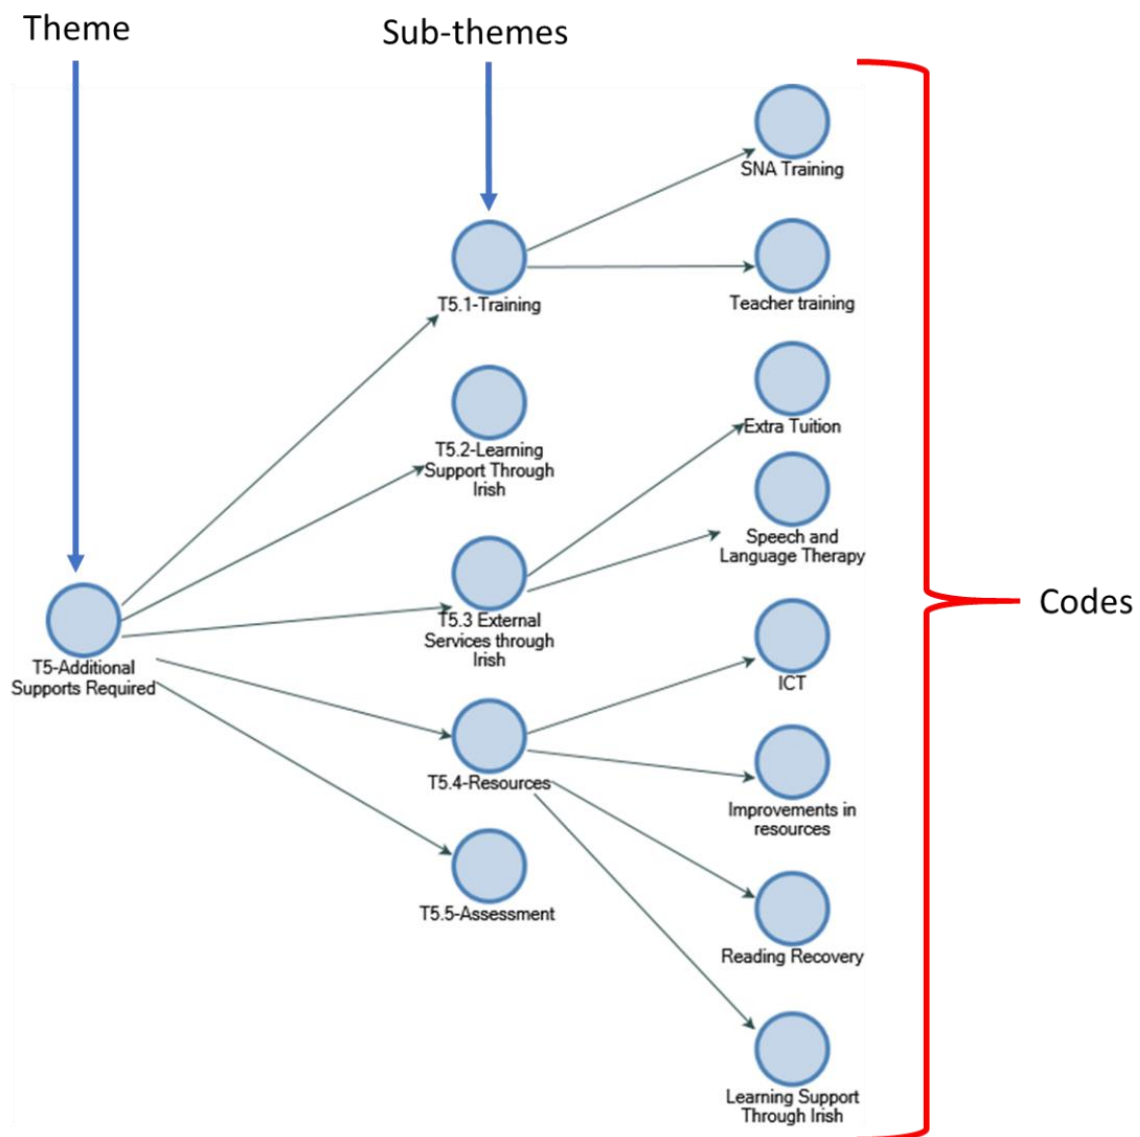 Theme
Sub-themes
SNA Training
T5.1-Training
Teacher training
T5.2-Learning
Support Through
Irish
Extra Tuition
Speech and
Language Therapy
T5.3 External
Services through
Irish
Codes
T5-Additional
Supports Required
ICT
T5.4-Resources
Improvements in
resources
T5.5-Assessment
Reading Recovery
Learning Support
Through Irish